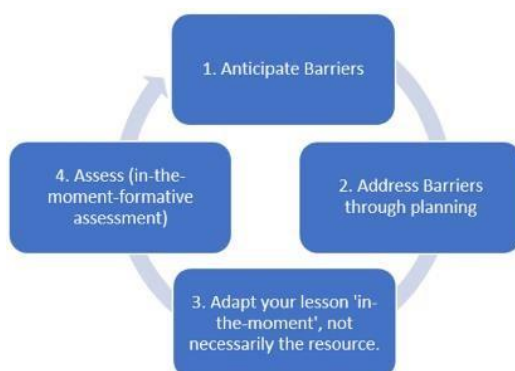 1. Anticipate Barriers
2. Address Barriers
through planning
3. Adapt your lesson 'in-
the-moment', not
necessarily the resource.
4. Assess (in-the-
moment-formative
assessment)